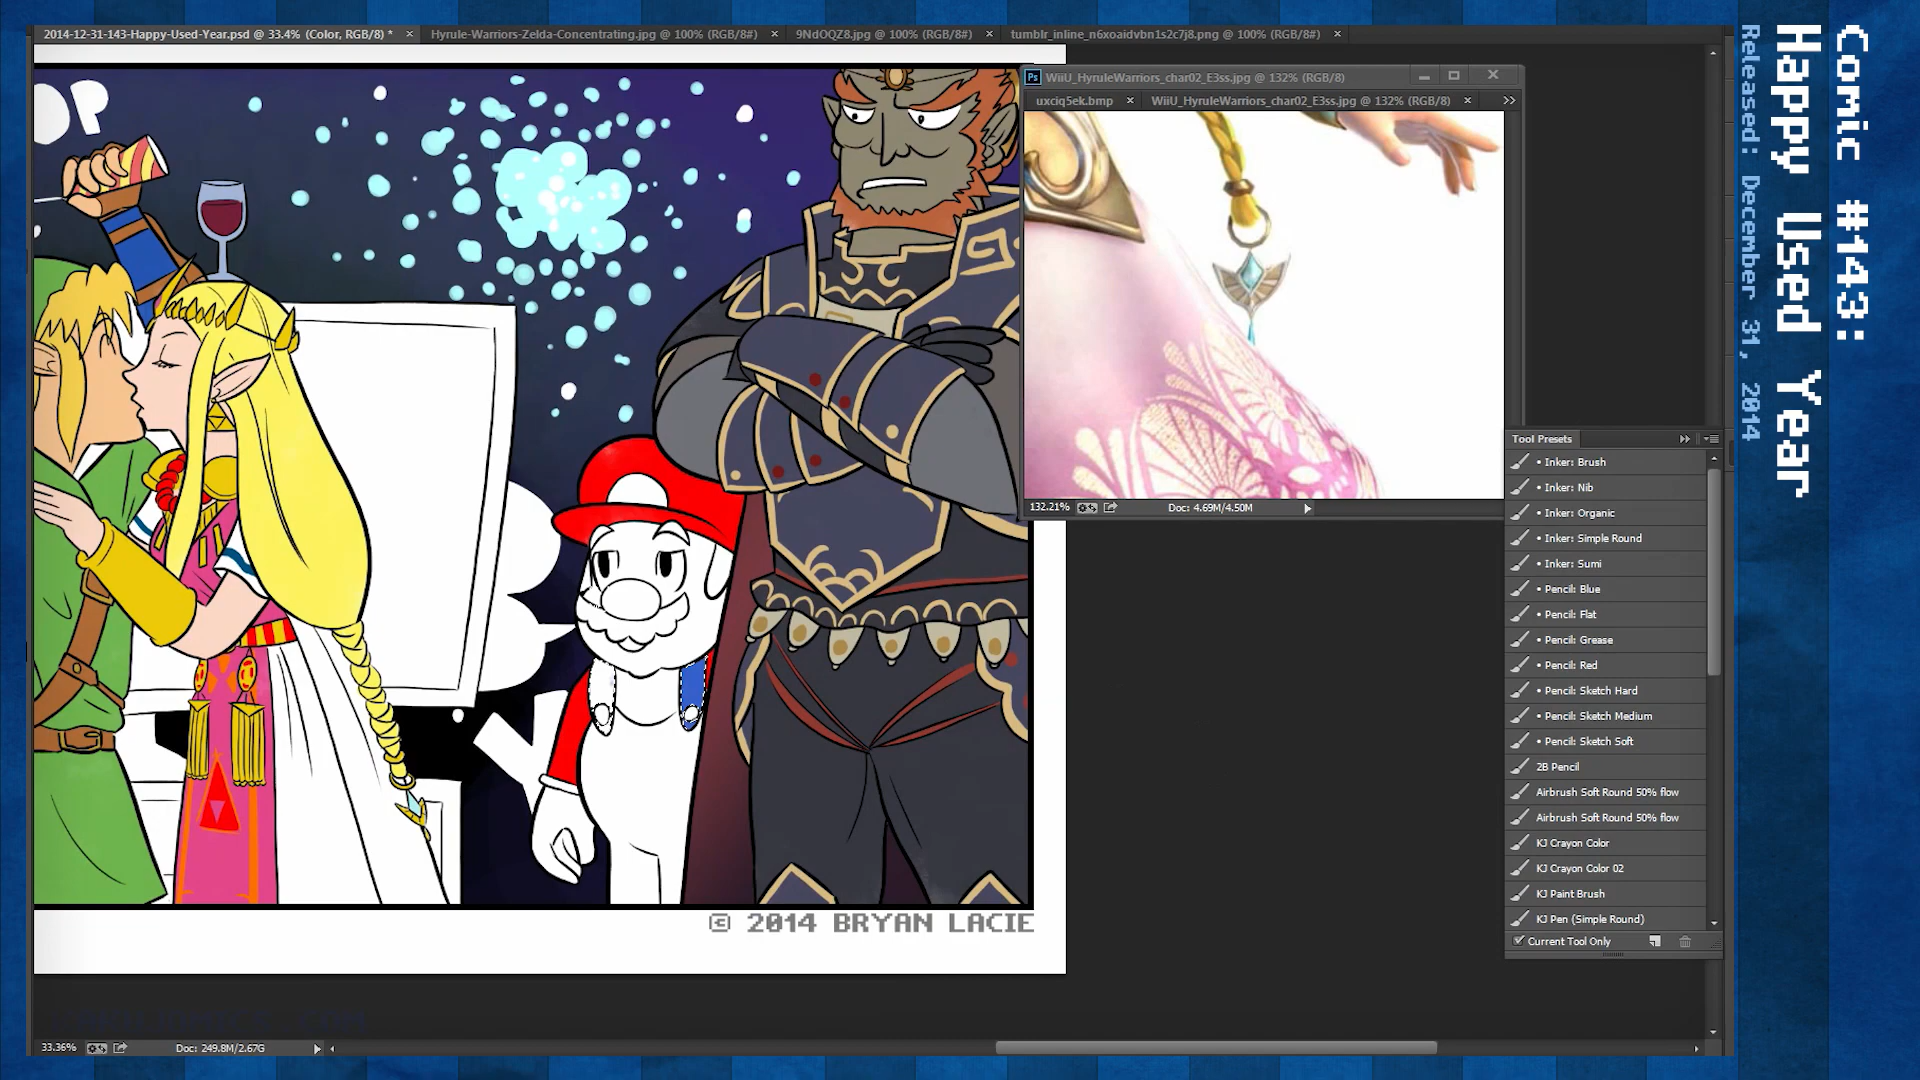 2014-12-31-143-Happy-Used-Year.psd @ 33.4% (Color, RGB/8) *
Hyrule-Warriors-Zelda-Concentrating.jpg @ 100% (RGB/8#)
9NdOQZ8.jpg @ 100% (RGB/8#)
tumblr_inline_n6xoaidvbn1s2c7j8.png @ 100% (RGB/8#)
OP
Ps WiiU_HyruleWarriors_char02_E3ss.jpg @ 132% (RGB/8)
uxciq5ek.bmp
WiiU_HyruleWarriors_char02_E3ss.jpg @ 132% (RGB/8)
132.21%
Doc: 4.69M/4.50M
Tool Presets
• Inker: Brush
• Inker: Nib
• Inker: Organic
• Inker: Simple Round
• Inker: Sumi
• Pencil: Blue
• Pencil: Flat
• Pencil: Grease
• Pencil: Red
• Pencil: Sketch Hard
• Pencil: Sketch Medium
• Pencil: Sketch Soft
2B Pencil
Airbrush Soft Round 50% flow
Airbrush Soft Round 50% flow
KJ Crayon Color
KJ Crayon Color 02
KJ Paint Brush
KJ Pen (Simple Round)
Current Tool Only
© 2014 BRYAN LACIE
33.36%
Doc: 249.8M/2.67G
Comic #143:
Happy Used Year
Released: December 31, 2014